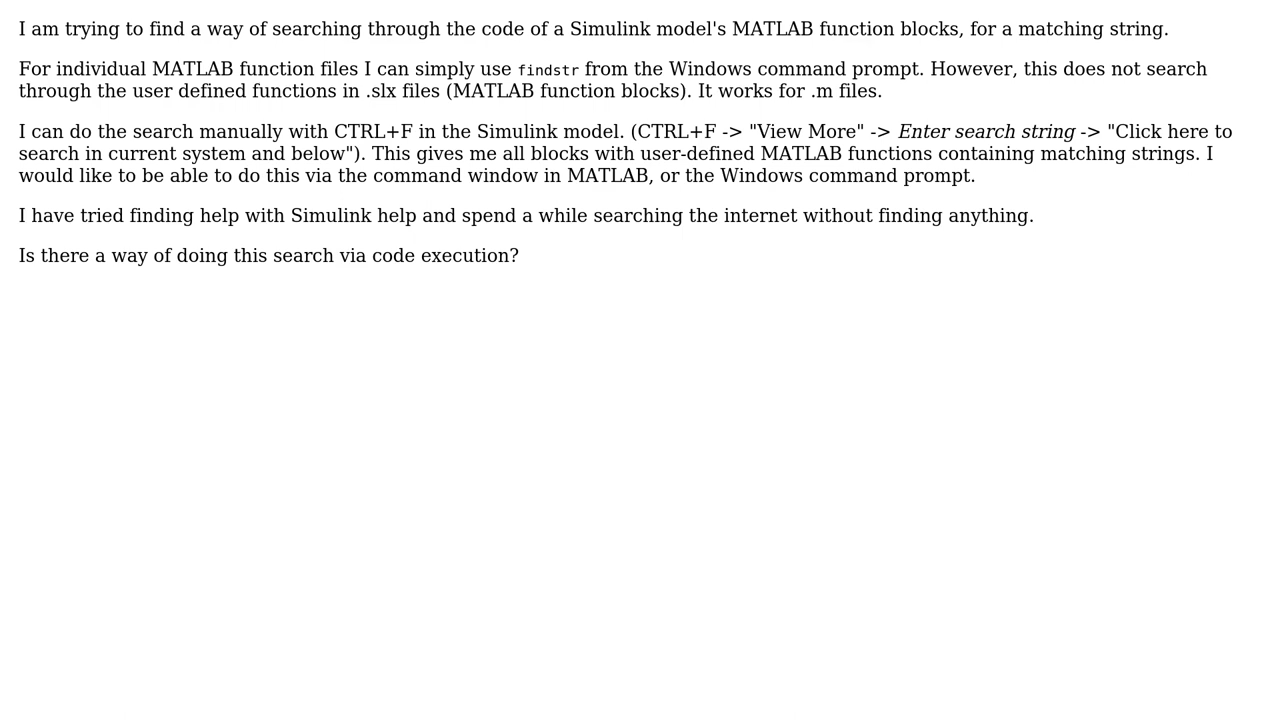 I am trying to find a way of searching through the code of a Simulink model's MATLAB function blocks, for a matching string.
For individual MATLAB function files I can simply use findstr from the Windows command prompt. However, this does not search
through the user defined functions in .slx files (MATLAB function blocks). It works for .m files.
I can do the search manually with CTRL+F in the Simulink model. (CTRL+F -> "View More" -> Enter search string -> "Click here to
search in current system and below"). This gives me all blocks with user-defined MATLAB functions containing matching strings. I
would like to be able to do this via the command window in MATLAB, or the Windows command prompt.
I have tried finding help with Simulink help and spend a while searching the internet without finding anything.
Is there a way of doing this search via code execution?